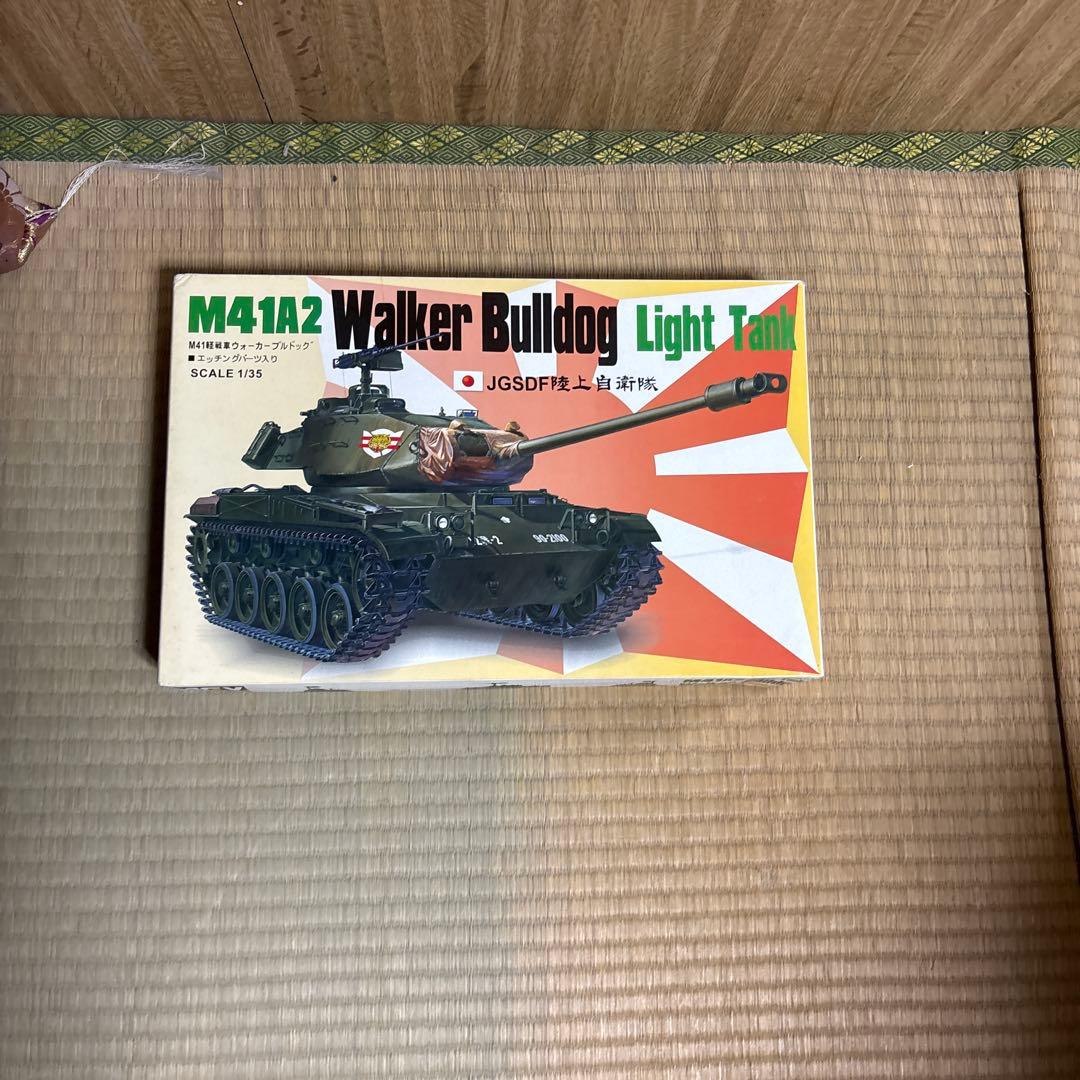 M41A2 Walker Bulldog Light Tank
M41軽戦車ウォーカーブルドッグ
■エッチングパーツ入り
SCALE 1/35
JGSDF陸上自衛隊
90-2100